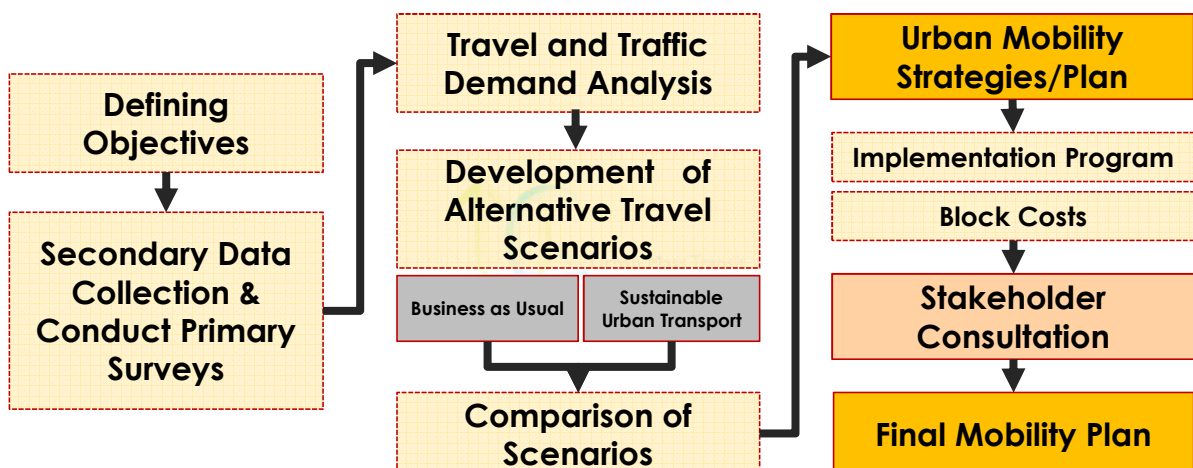 Defining
Objectives
Secondary Data
Collection &
Conduct Primary
Surveys
Travel and Traffic
Demand Analysis
Development of
Alternative Travel
Scenarios
Business as Usual
Sustainable
Urban Transport
Comparison of
Scenarios
Urban Mobility
Strategies/Plan
Implementation Program
Block Costs
Stakeholder
Consultation
Final Mobility Plan